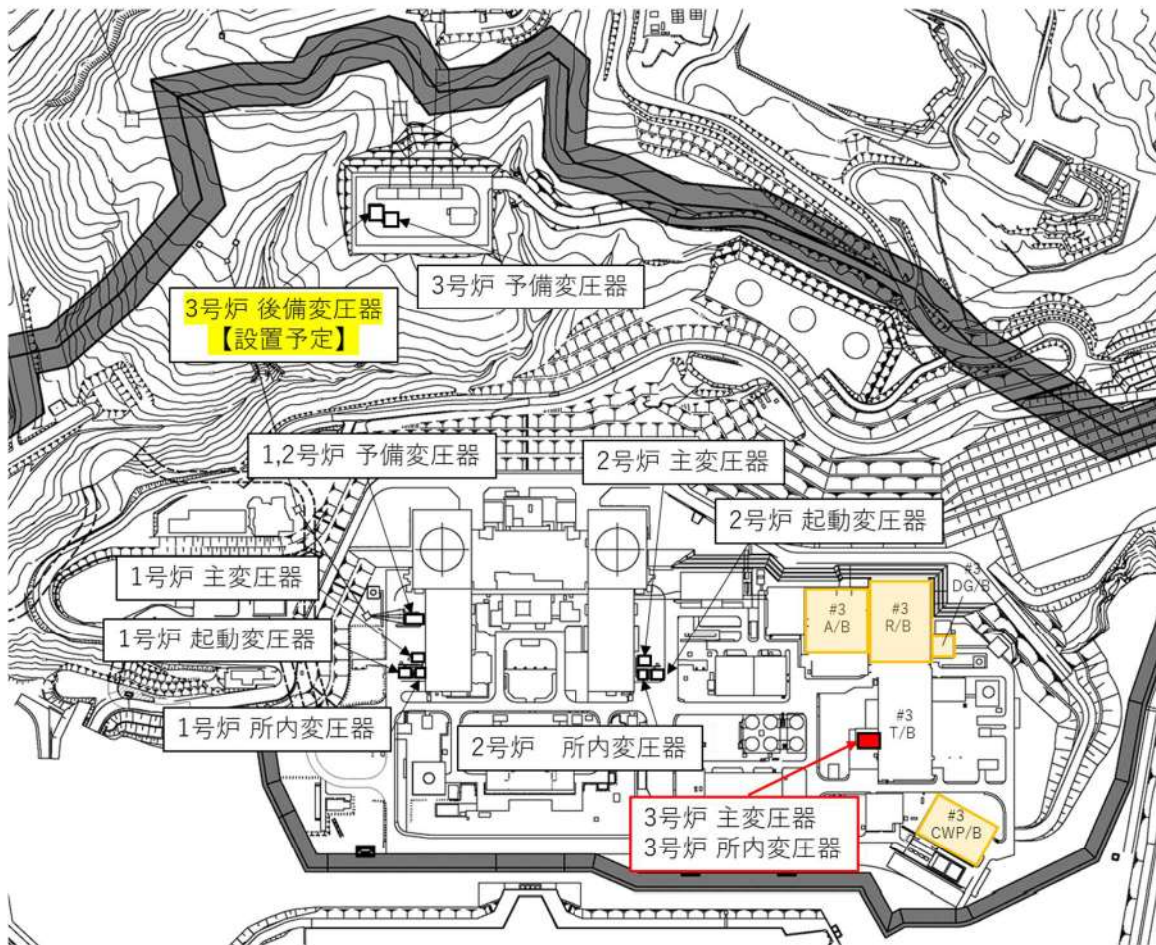 3号炉 予備変圧器
3号炉 後備変圧器
【設置予定】
1,2号炉 予備変圧器
2号炉 主変圧器
2号炉 起動変圧器
1号炉 主変圧器
#3
DG/B
#3
A/B
#3
R/B
1号炉 起動変圧器
1号炉 所内変圧器
2号炉　所内変圧器
#3
T/B
3号炉 主変圧器
3号炉 所内変圧器
#3
CWP/B